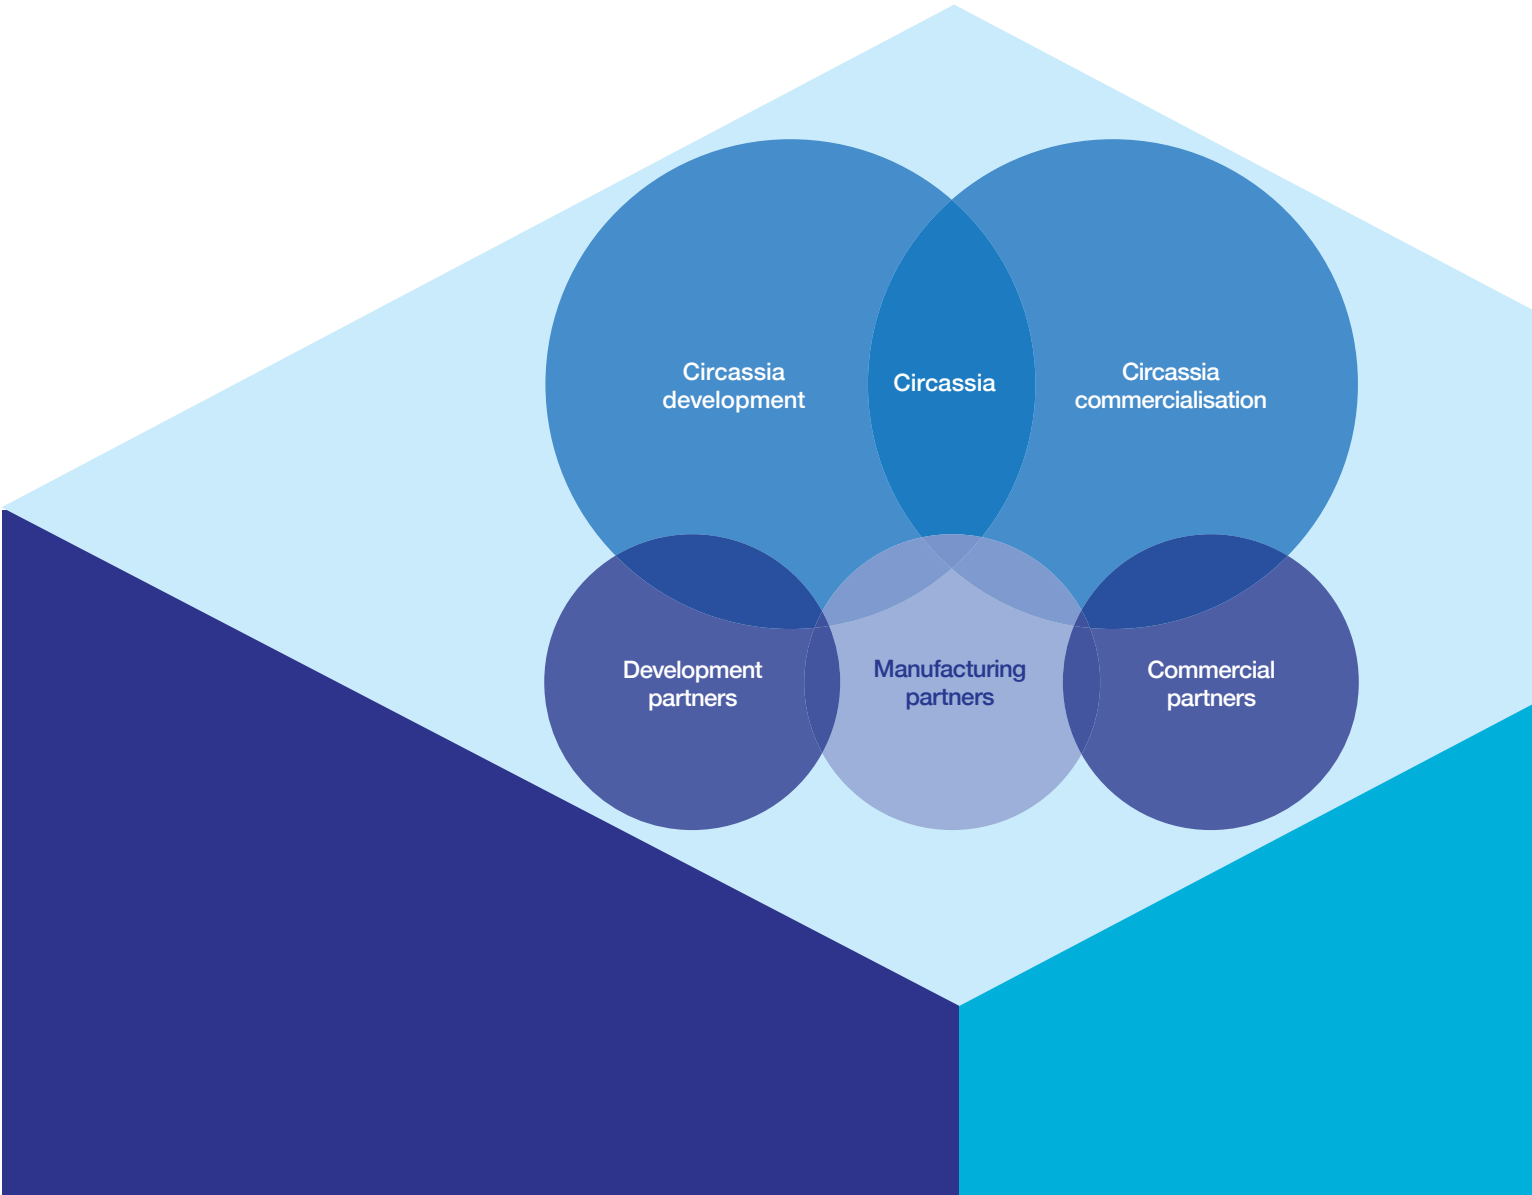 Circassia
development
Circassia
Circassia
commercialisation
Development
partners
Manufacturing
partners
Commercial
partners